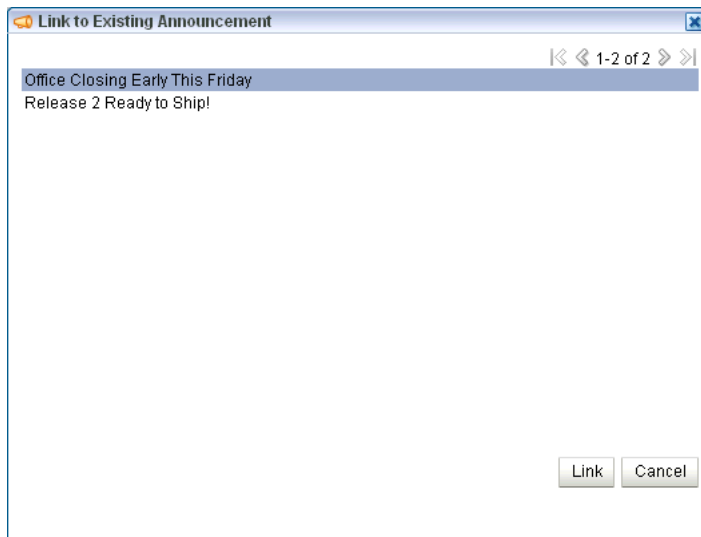 Link to Existing Announcement
1-2 of 2
Office Closing Early This Friday
Release 2 Ready to Ship!
Link
Cancel